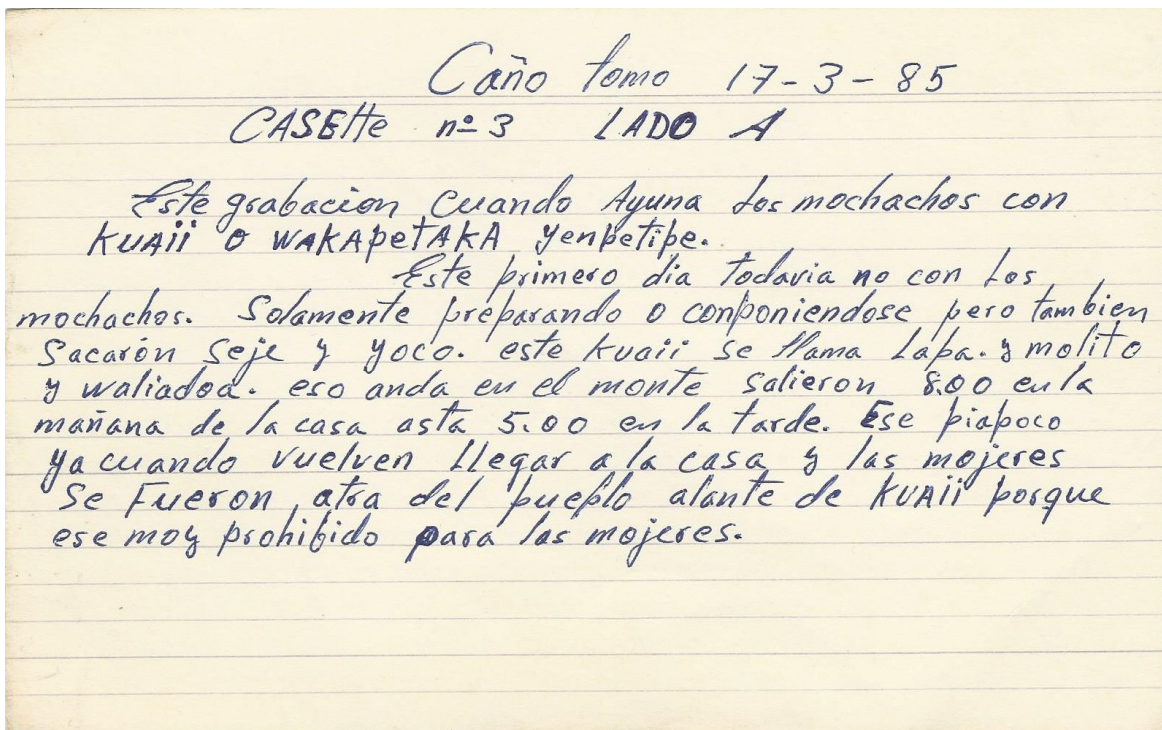 Caño tomo 17-3-85
CASEtte nº 3 LADO A
Este grabacion Cuando Ayuna Los mochachos con
KUAii O WAKAPETAKA yenpetipe.
Este primero dia todavia no con Los
mochachos. Solamente preparando o conponiendose pero tambien
Sacarón Seje y yoco. este Kuaii se llama Lapa. y molito
y waliadoa. eso anda en el monte salieron 8.00 en la
mañana de la casa asta 5.00 en la tarde. Ese piapoco
ya cuando vuelven LLegar a la casa y las mojeres
Se Fueron atra del pueblo alante de KUAii porque
ese moy prohibido para las mojeres.